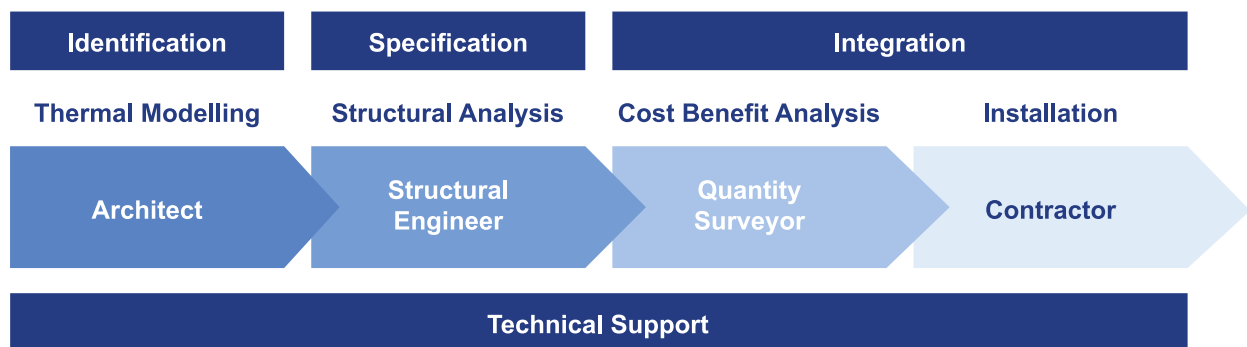 Identification
Specification
Integration
Thermal Modelling
Structural Analysis
Cost Benefit Analysis
Installation
Architect
Structural
Engineer
Quantity
Surveyor
Contractor
Technical Support